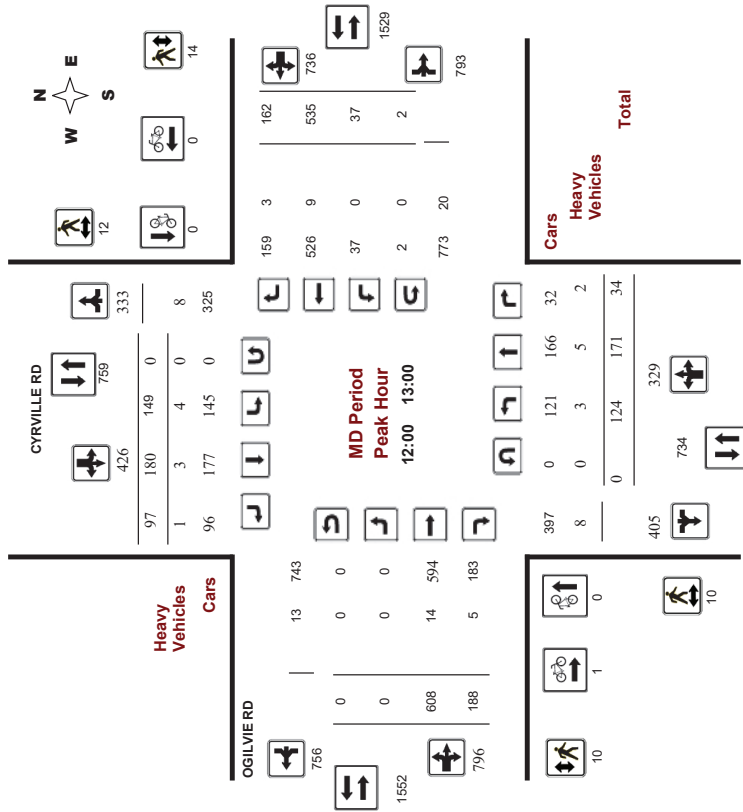 CYRVILLE RD
N
W E
S
12
14
0
0
426
759
333
97 180 149 0
1 3 4 0 8
96 177 145 0 325
Heavy
Vehicles
Cars
OGILVIE RD
756
1552
796
13 743
0 0 0
0 0 0
608 14 594
188 5 183
MD Period
Peak Hour
12:00 13:00
159 3 162
526 9 535
37 0 37
2 0 2
773 20
736
1529
793
397 0 121 166 32
8 0 3 5 2
0 124 171 34
405
734
329
Cars
Heavy
Vehicles
Total
10
1
0
10